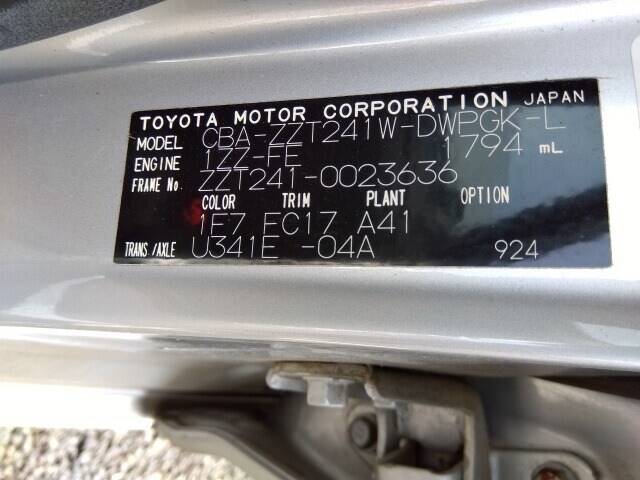 TOYOTA MOTOR CORPORATION JAPAN
MODEL CBA-ZZT241W-DWPGK-L
ENGINE 1ZZ-FE 1794 mL
FRAME No. ZZT241-0023636
COLOR TRIM PLANT OPTION
1E7 EC17 A41
TRANS/AXLE U341E -04A 924